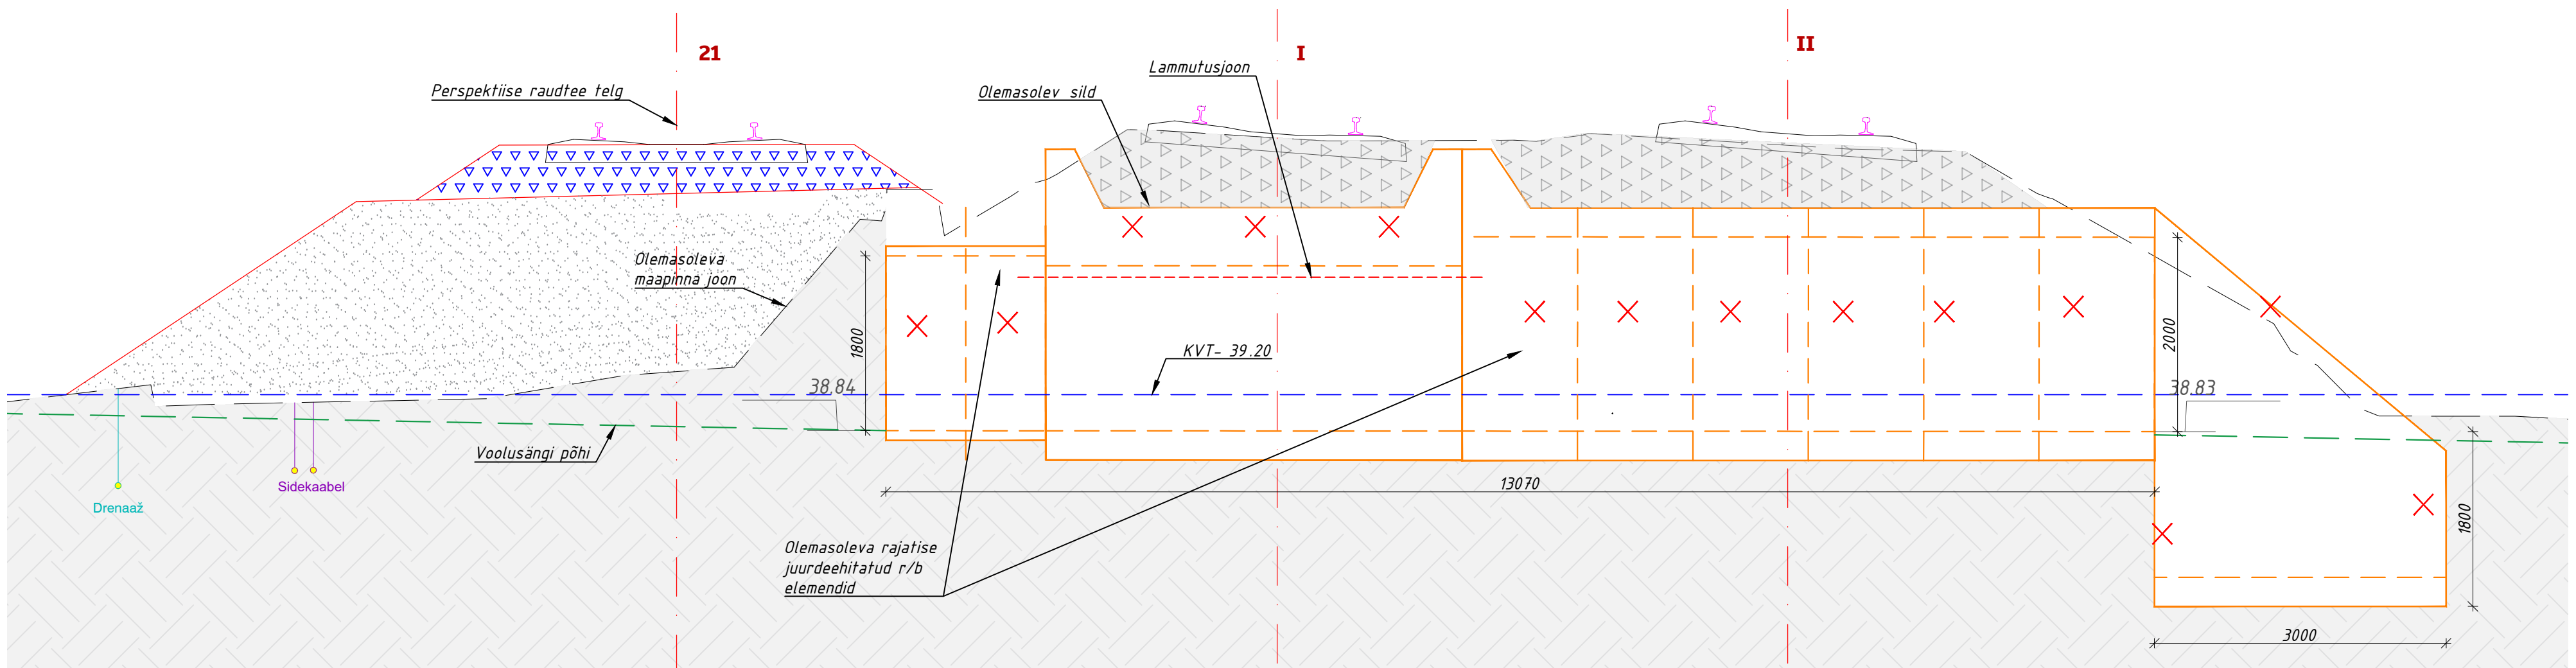 21
I
II
Perspektiise raudtee telg
Olemasolev sild
Lammutusjoon
Olemasoleva
maapinna joon
1800
KVT- 39.20
38.84
2000
38.83
Voolusängi põhi
Sidekaabel
Drenaaž
13070
1800
Olemasoleva rajatise
juurdeehitatud r/b
elemendid
3000